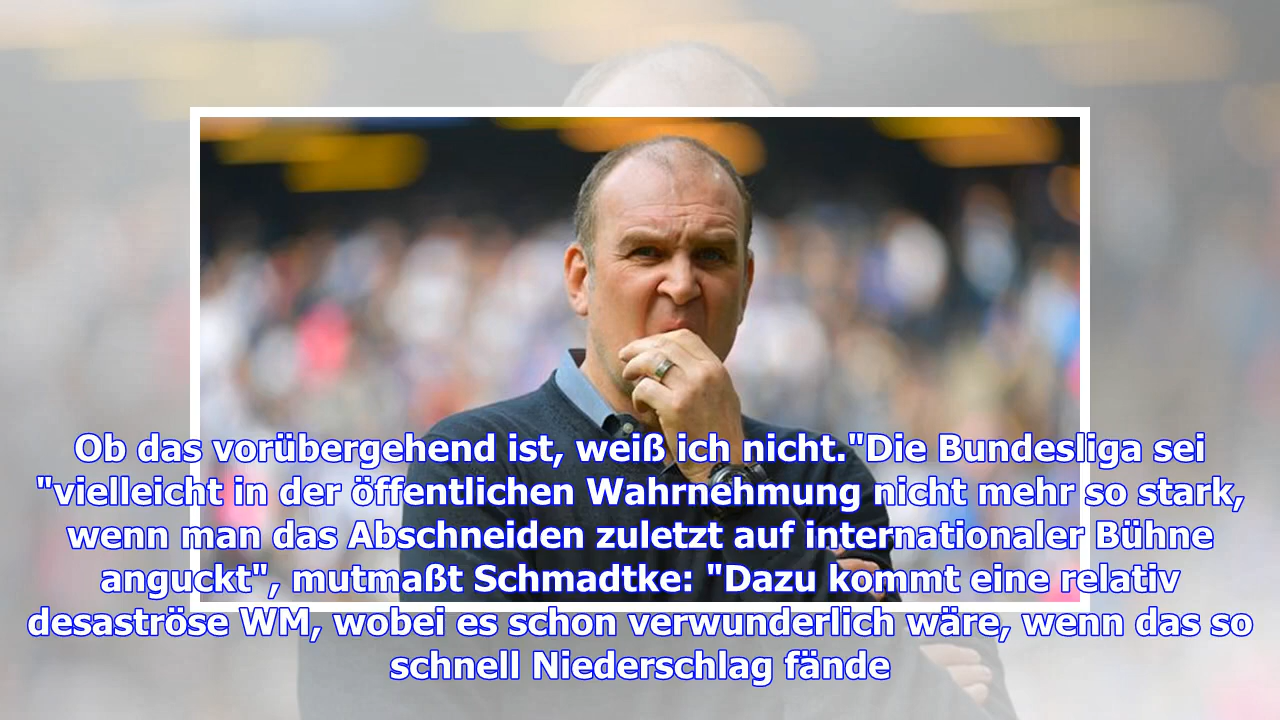 Ob das vorübergehend ist, weiß ich nicht."Die Bundesliga sei
"vielleicht in der öffentlichen Wahrnehmung nicht mehr so stark,
wenn man das Abschneiden zuletzt auf internationaler Bühne
anguckt", mutmaßt Schmadtke: "Dazu kommt eine relativ
desaströse WM, wobei es schon verwunderlich wäre, wenn das so
schnell Niederschlag fände